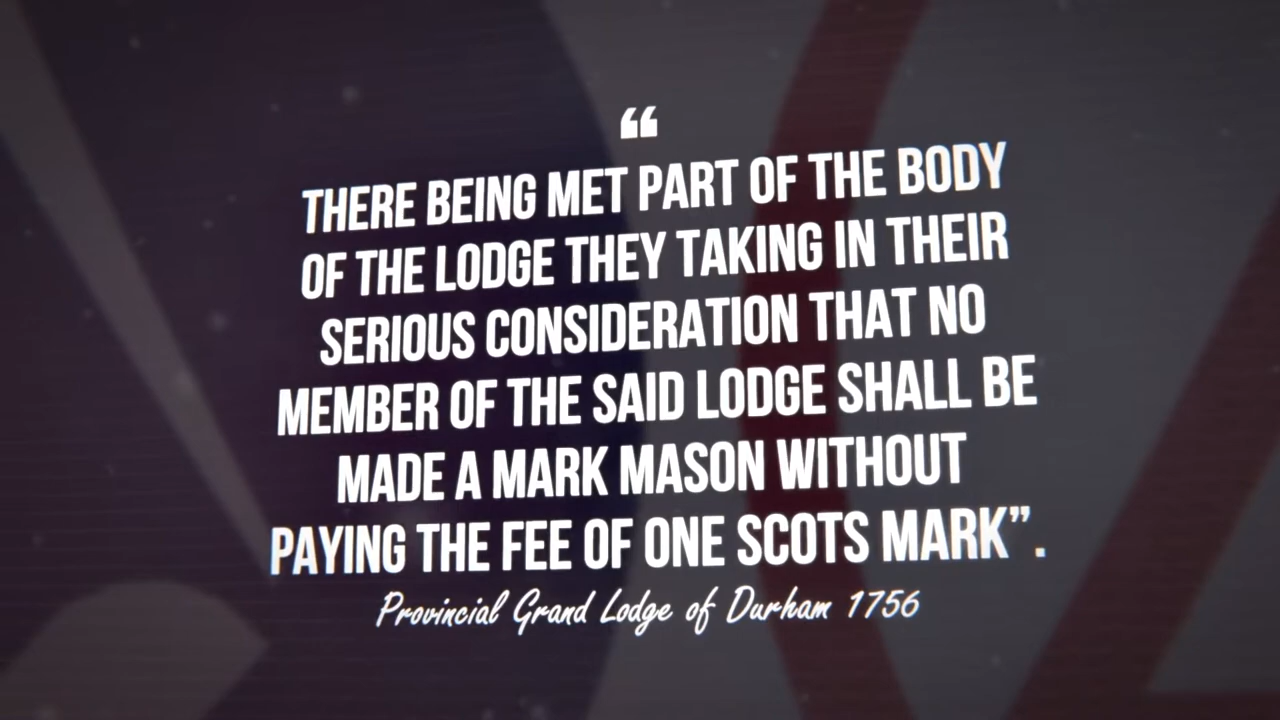 “
THERE BEING MET PART OF THE BODY
OF THE LODGE THEY TAKING IN THEIR
SERIOUS CONSIDERATION THAT NO
MEMBER OF THE SAID LODGE SHALL BE
MADE A MARK MASON WITHOUT
PAYING THE FEE OF ONE SCOTS MARK”.
Provincial Grand Lodge of Durham 1756